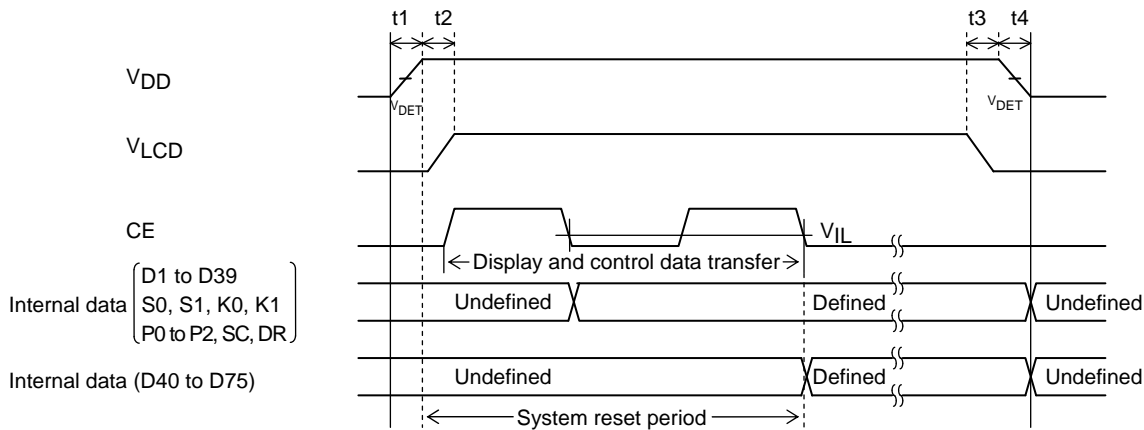 t1 t2 t3 t4
VDD
VDET VDET
VLCD
CE VIL
Display and control data transfer
D1 to D39
Internal data S0, S1, K0, K1 Undefined Defined Undefined
P0 to P2, SC, DR
Internal data (D40 to D75) Undefined Defined Undefined
System reset period